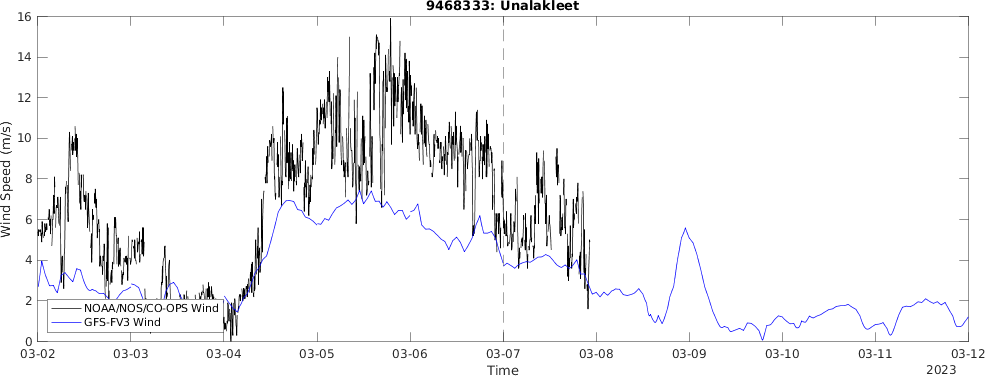 9468333: Unalakleet
Wind Speed (m/s)
16
14
12
10
8
6
4
2
0
NOAA/NOS/CO-OPS Wind
GFS-FV3 Wind
03-02 03-03 03-04 03-05 03-06 03-07 03-08 03-09 03-10 03-11 03-12
Time
2023